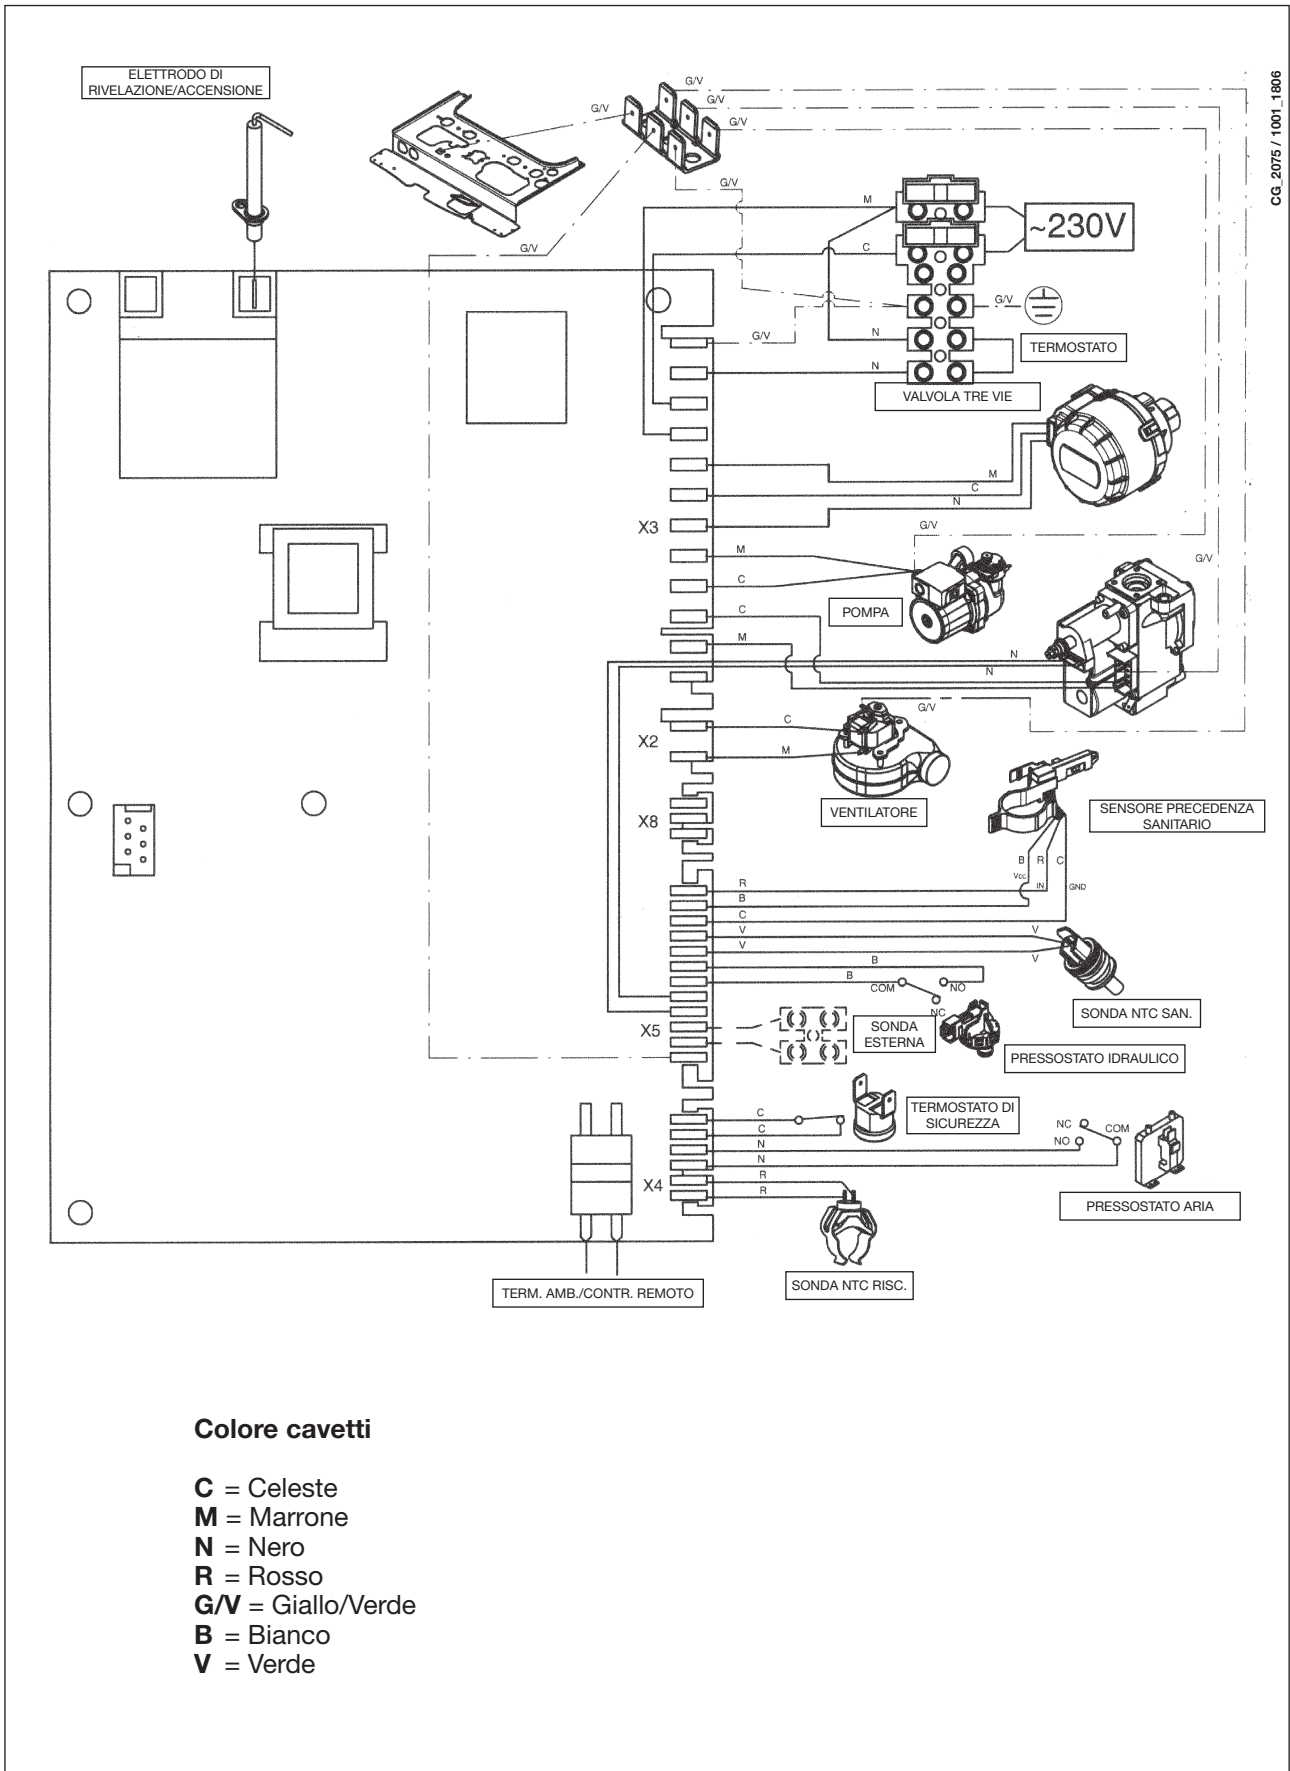 CG_2075 / 1001_1806
ELETTRODO DI
RIVELAZIONE/ACCENSIONE
G/V
G/V
G/V
G/V
G/V
G/V
M
~230V
C
G/V
G/V
N
TERMOSTATO
N
VALVOLA TRE VIE
M
C
N
X3
G/V
M
G/V
C
POMPA
C
M
N
N
G/V
C
X2
M
VENTILATORE
SENSORE PRECEDENZA
SANITARIO
X8
B
R
C
Vcc
IN
GND
R
B
C
V
V
V
V
B
B
COM
NO
NC
SONDA NTC SAN.
X5
SONDA
ESTERNA
PRESSOSTATO IDRAULICO
TERMOSTATO DI
SICUREZZA
C
C
N
N
NC
COM
NO
R
X4
R
PRESSOSTATO ARIA
SONDA NTC RISC.
TERM. AMB./CONTR. REMOTO
Colore cavetti
C = Celeste
M = Marrone
N = Nero
R = Rosso
G/V = Giallo/Verde
B = Bianco
V = Verde